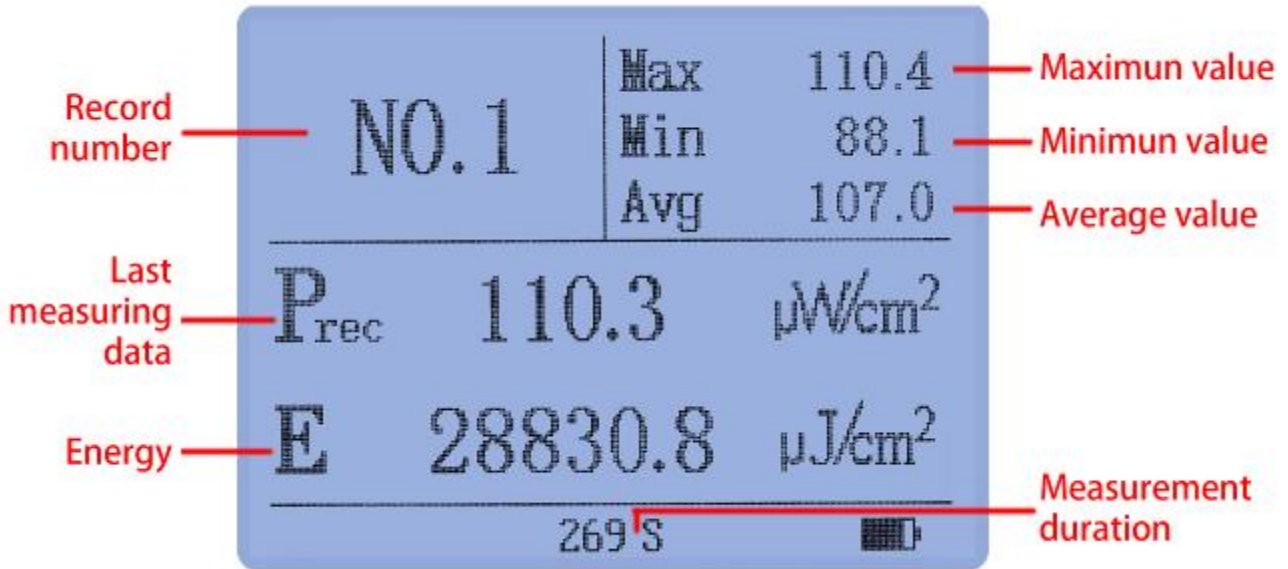 Record
number
NO.1
Max 110.4
Min 88.1
Avg 107.0
Maximun value
Minimun value
Average value
Last
measuring
data
Prec 110.3 µW/cm²
Energy
E 28830.8 µJ/cm²
269 S
Measurement
duration